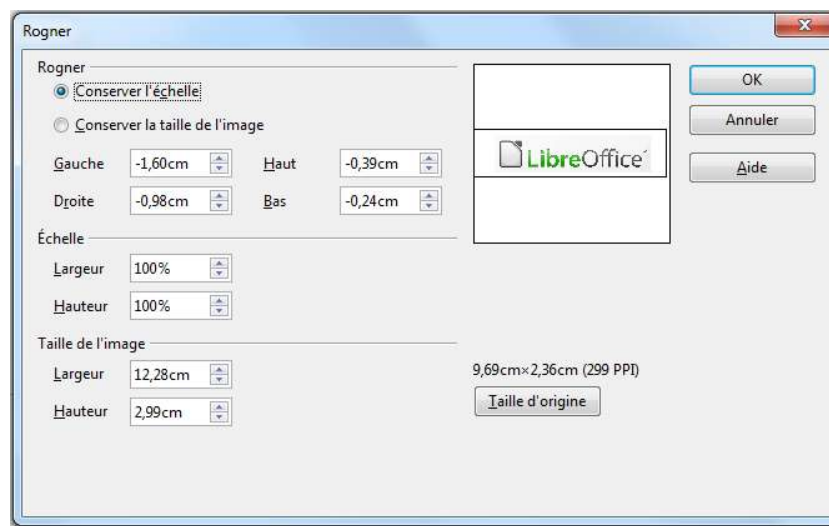 Rogner
Rogner
Conserver l'échelle
Conserver la taille de l'image
Gauche -1,60cm Haut -0,39cm
Droite -0,98cm Bas -0,24cm
Échelle
Largeur 100%
Hauteur 100%
Taille de l'image
Largeur 12,28cm
Hauteur 2,99cm
LibreOffice
9,69cm×2,36cm (299 PPI)
Taille d'origine
OK
Annuler
Aide